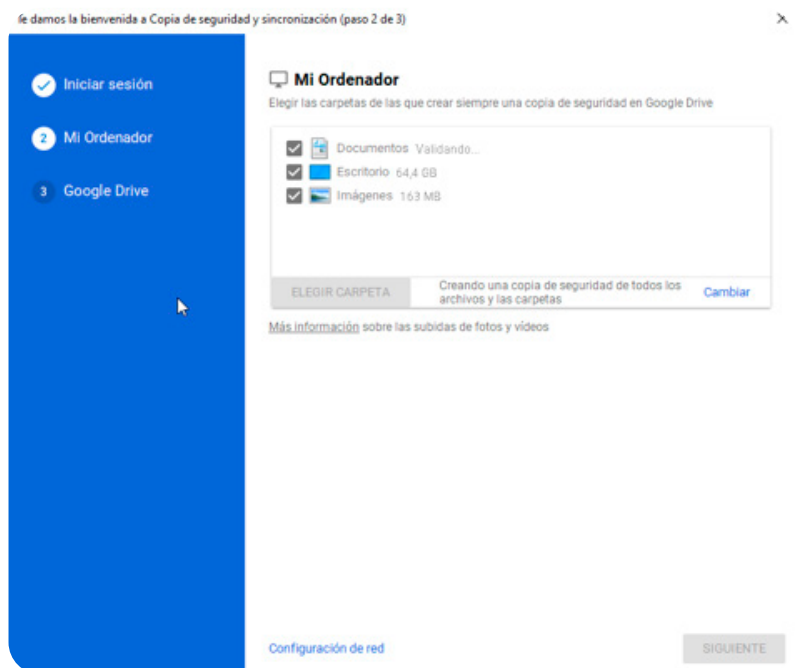 Te damos la bienvenida a Copia de seguridad y sincronización (paso 2 de 3)
Iniciar sesión
2 Mi Ordenador
3 Google Drive
Mi Ordenador
Elegir las carpetas de las que crear siempre una copia de seguridad en Google Drive
Documentos Validando...
Escritorio 64,4 GB
Imágenes 163 MB
ELEGIR CARPETA
Creando una copia de seguridad de todos los
archivos y las carpetas
Cambiar
Más información sobre las subidas de fotos y vídeos
Configuración de red
SIGUIENTE